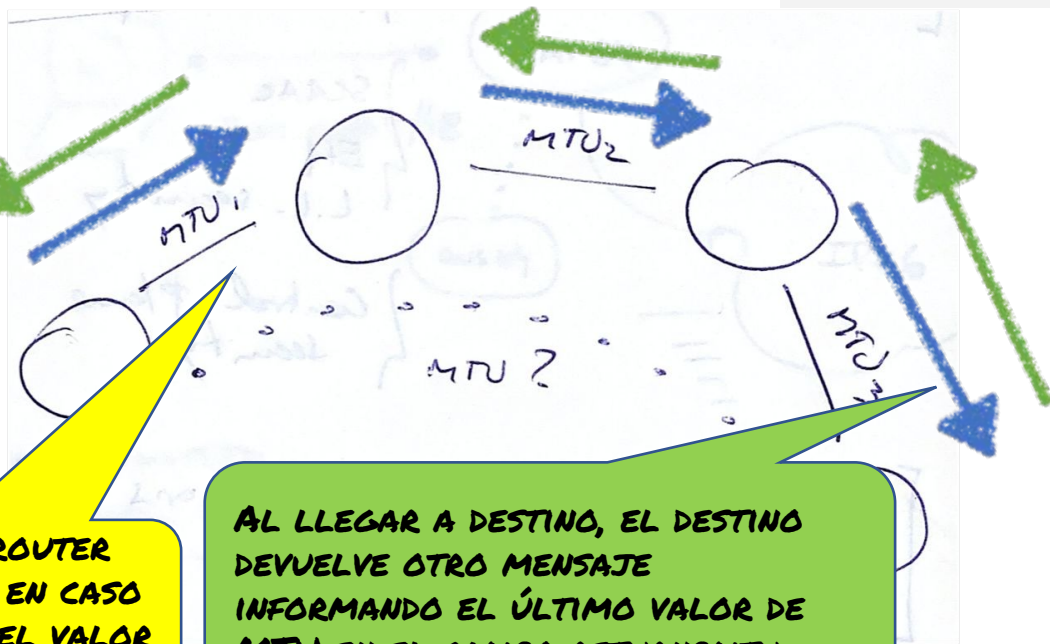 MTU2
MTU1
MTU3
MTU ?
ROUTER
EN CASO
EL VALOR
AL LLEGAR A DESTINO, EL DESTINO
DEVUELVE OTRO MENSAJE
INFORMANDO EL ÚLTIMO VALOR DE